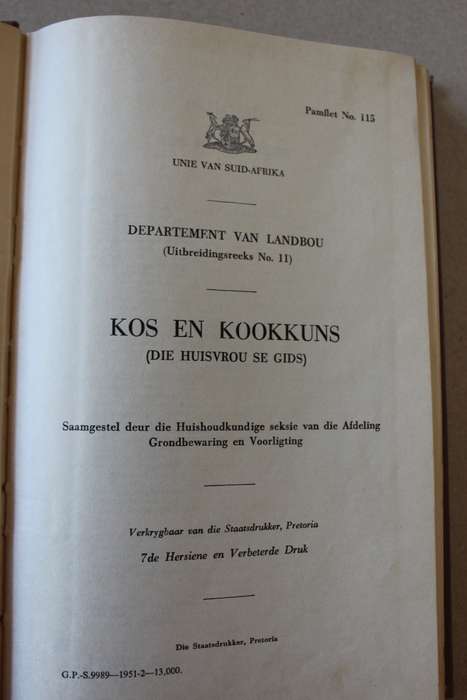 Pamflet No. 115
UNIE VAN SUID-AFRIKA
DEPARTEMENT VAN LANDBOU
(Uitbreidingsreeks No. 11)
KOS EN KOOKKUNS
(DIE HUISVROU SE GIDS)
Saamgestel deur die Huishoudkundige seksie van die Afdeling
Grondbewaring en Voorligting
Verkrygbaar van die Staatsdrukker, Pretoria
7de Hersiene en Verbeterde Druk
Die Staatsdrukker, Pretoria
G.P.-S.9989—1951-2—13,000.